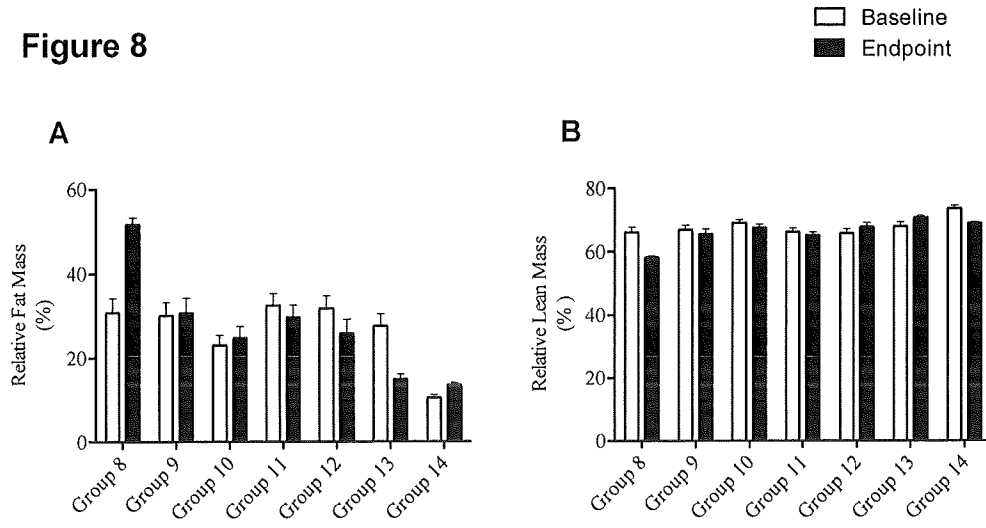 Figure 8
Baseline
Endpoint
A
Relative Fat Mass
(%)
60
40
20
0
Group 8
Group 9
Group 10
Group 11
Group 12
Group 13
Group 14
B
Relative Lean Mass
(%)
80
60
40
20
0
Group 8
Group 9
Group 10
Group 11
Group 12
Group 13
Group 14